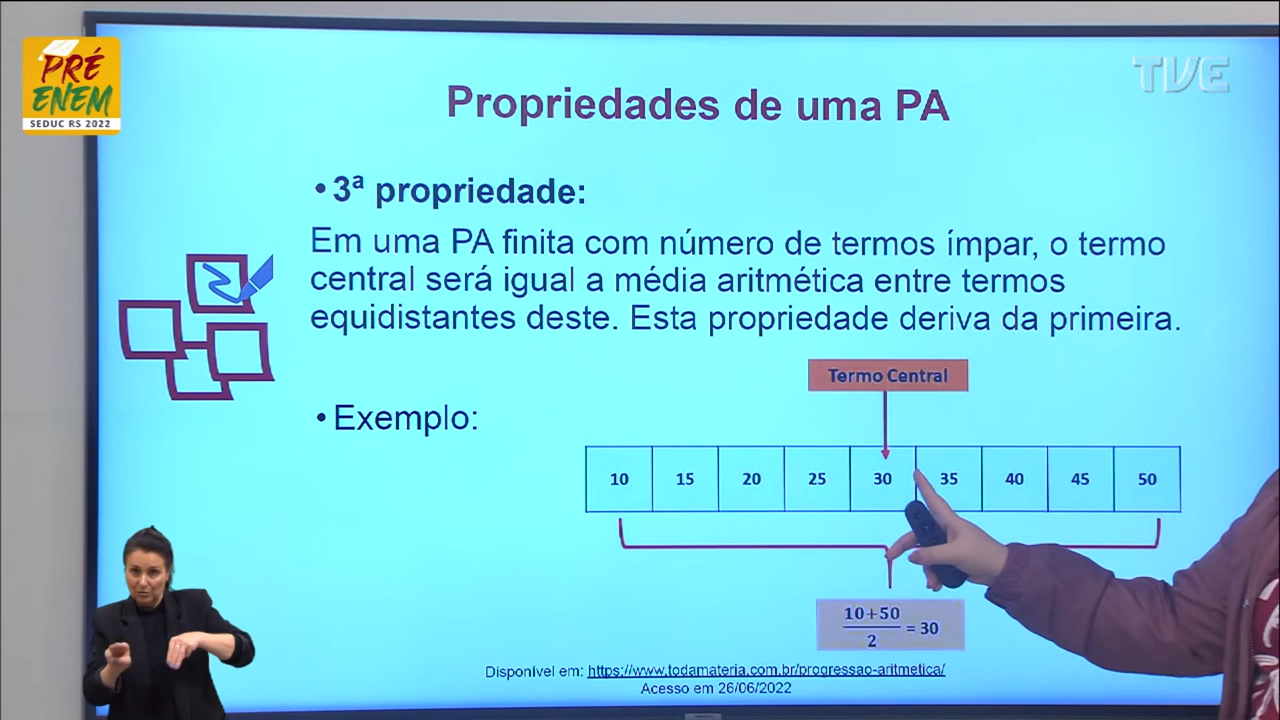 PRÉ
ENEM
SEDUC RS 2022
TVE
Propriedades de uma PA
• 3ª propriedade:
Em uma PA finita com número de termos ímpar, o termo
central será igual a média aritmética entre termos
equidistantes deste. Esta propriedade deriva da primeira.
Termo Central
• Exemplo:
10 15 20 25 30 35 40 45 50
10+50
2
= 30
Disponível em: https://www.todamateria.com.br/progressao-aritmetica/
Acesso em 26/06/2022